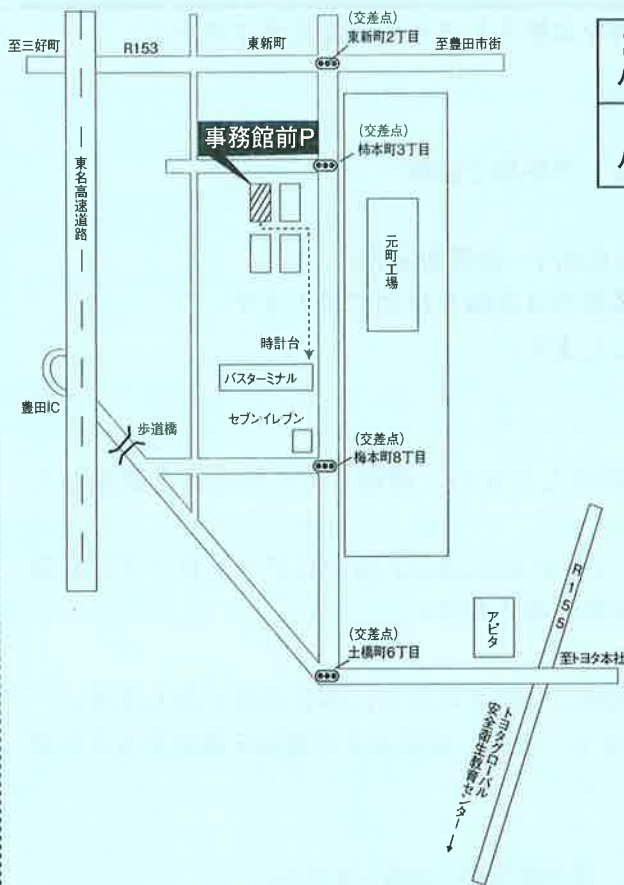 (交差点)
東新町2丁目
至三好町
R153
東新町
至豊田市街
事務館前P
(交差点)
柿本町3丁目
東名高速道路
元町工場
時計台
バスターミナル
豊田IC
歩道橋
セブンイレブン
(交差点)
梅本町8丁目
R155
アピタ
(交差点)
土橋町6丁目
至トヨタ本社
トヨタグローバル
安全衛生教育センター